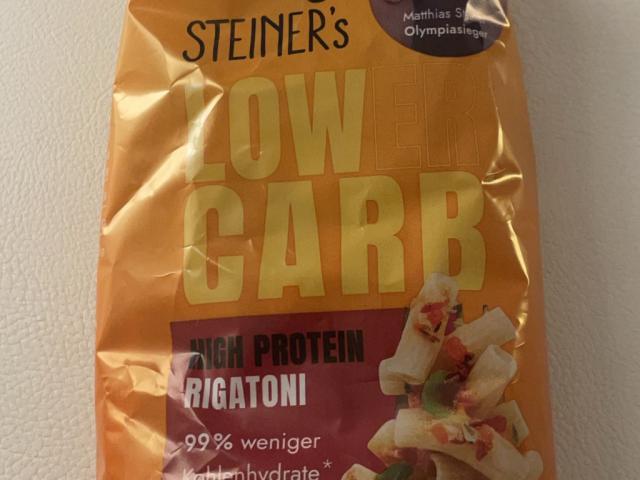 STEINER's
Matthias
Olympiasieger
LOWER
CARB
HIGH PROTEIN
RIGATONI
99% weniger
Kohlenhydrate*